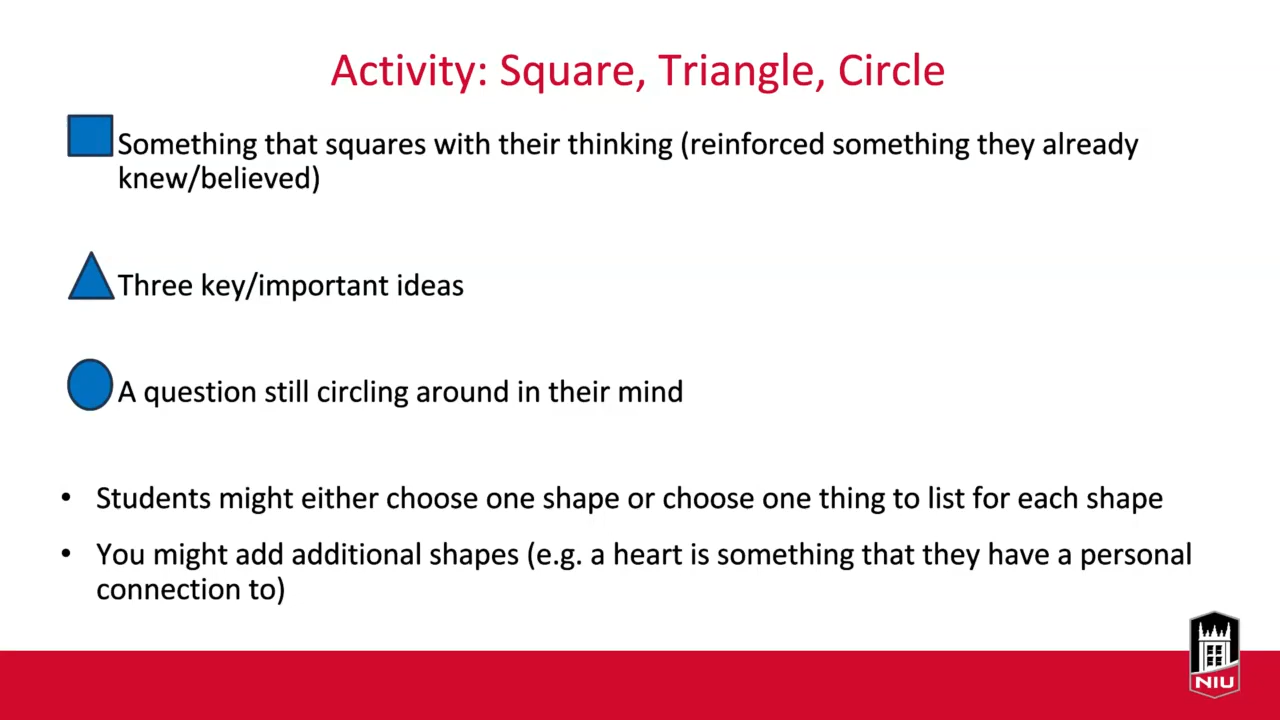 Activity: Square, Triangle, Circle
Something that squares with their thinking (reinforced something they already
knew/believed)
Three key/important ideas
A question still circling around in their mind
• Students might either choose one shape or choose one thing to list for each shape
• You might add additional shapes (e.g. a heart is something that they have a personal
connection to)
NIU